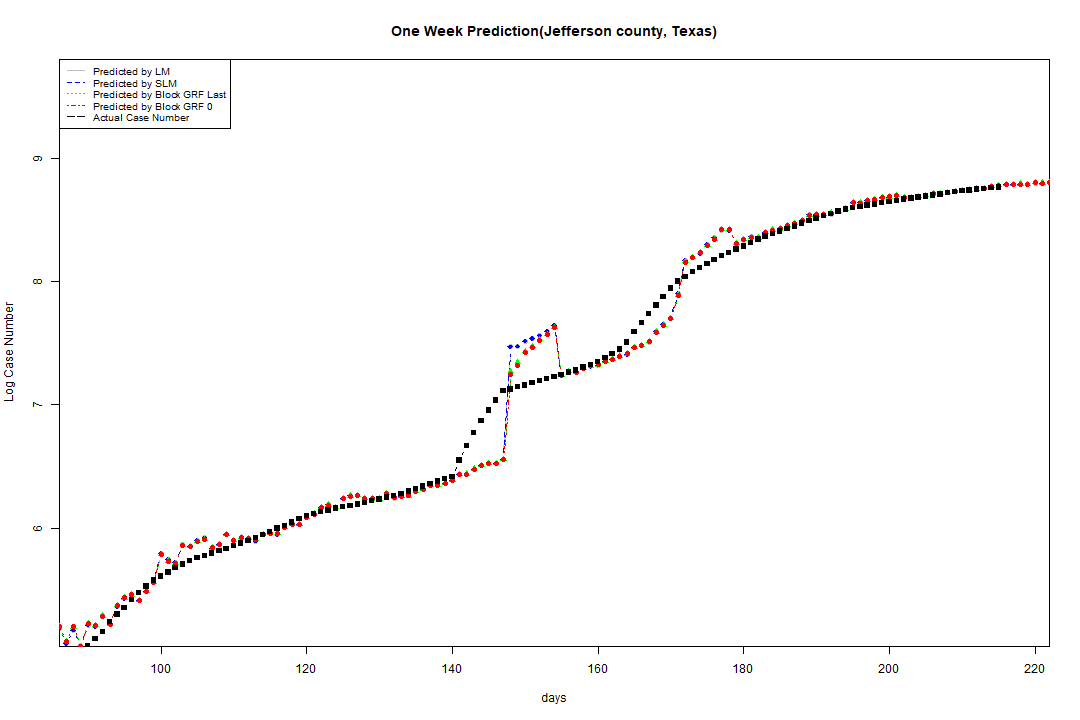 One Week Prediction(Jefferson county, Texas)
Predicted by LM
Predicted by SLM
Predicted by Block GRF Last
Predicted by Block GRF 0
Actual Case Number
9
8
7
6
Log Case Number
100 120 140 160 180 200 220
days